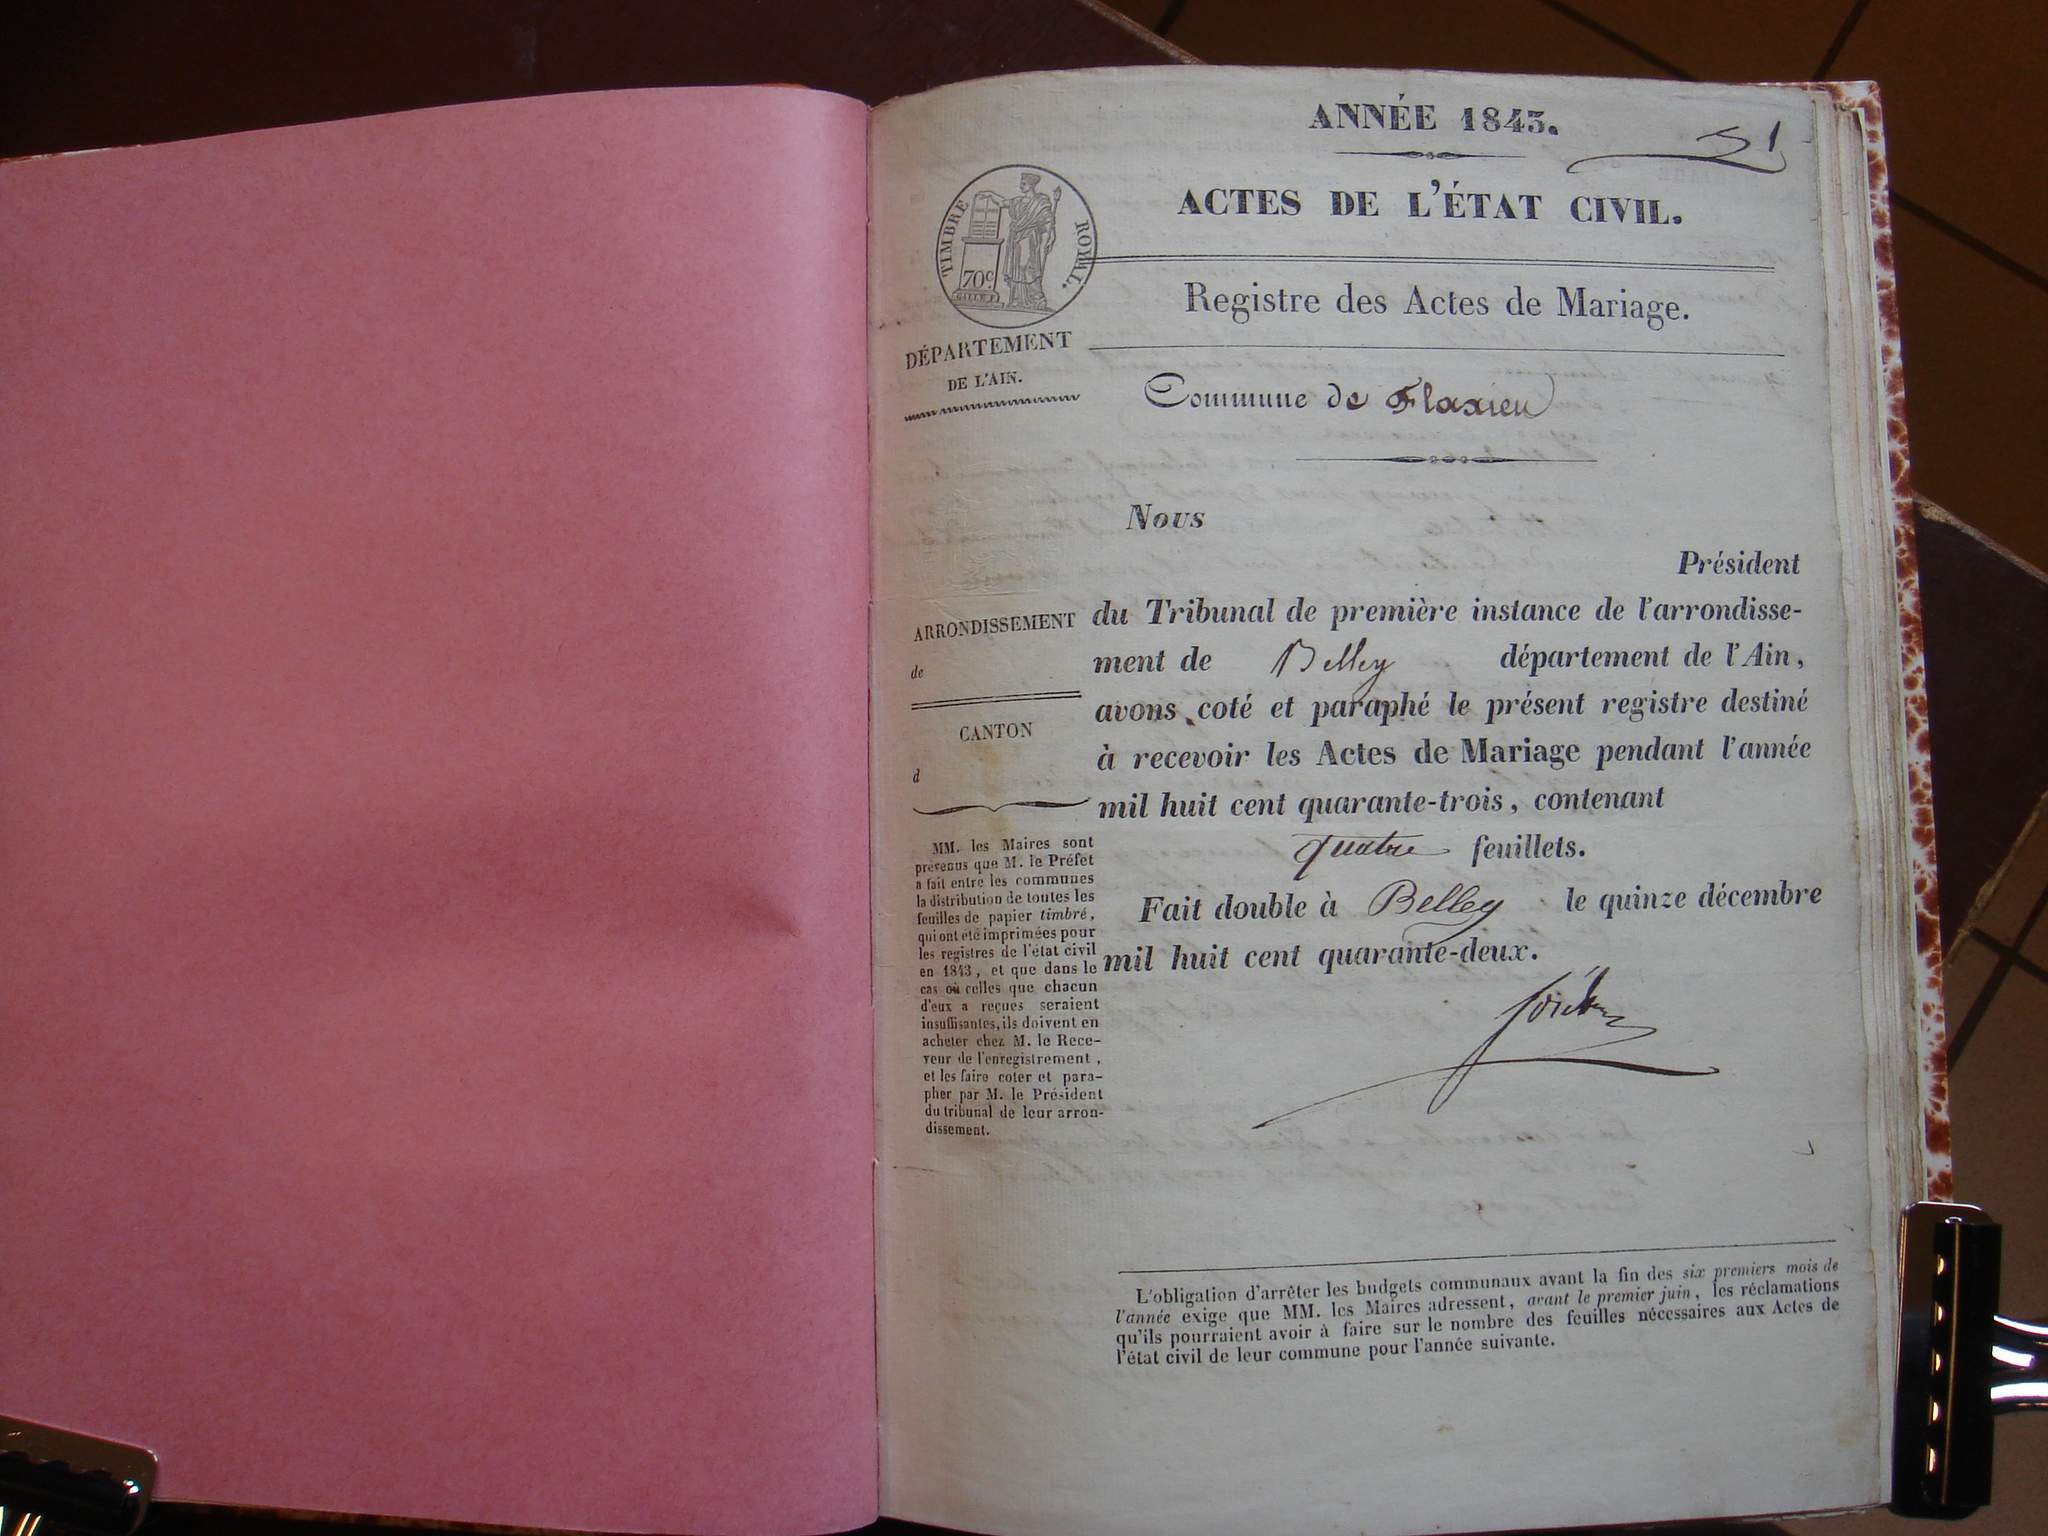 ANNÉE 1843.
51
TIMBRE ROYAL.
70c
ACTES DE L'ÉTAT CIVIL.
Registre des Actes de Mariage.
DÉPARTEMENT
DE L'AIN.
Commune de Flaxieu
Nous
Président
du Tribunal de première instance de l'arrondisse-
ment de Belley département de l'Ain,
avons coté et paraphé le présent registre destiné
à recevoir les Actes de Mariage pendant l'année
mil huit cent quarante-trois, contenant
quatre feuillets.
Fait double à Belley le quinze décembre
mil huit cent quarante-deux.
ARRONDISSEMENT
de
CANTON
d
MM. les Maires sont
prévenus que M. le Préfet
a fait entre les communes
la distribution de toutes les
feuilles de papier timbré,
qui ont été imprimées pour
les registres de l'état civil
en 1843, et que dans le
cas où celles que chacun
d'eux a reçues seraient
insuffisantes, ils doivent en
acheter chez M. le Rece-
veur de l'enregistrement,
et les faire coter et para-
pher par M. le Président
du tribunal de leur arron-
dissement.
L'obligation d'arrêter les budgets communaux avant la fin des six premiers mois de
l'année exige que MM. les Maires adressent, avant le premier juin, les réclamations
qu'ils pourraient avoir à faire sur le nombre des feuilles nécessaires aux Actes de
l'état civil de leur commune pour l'année suivante.